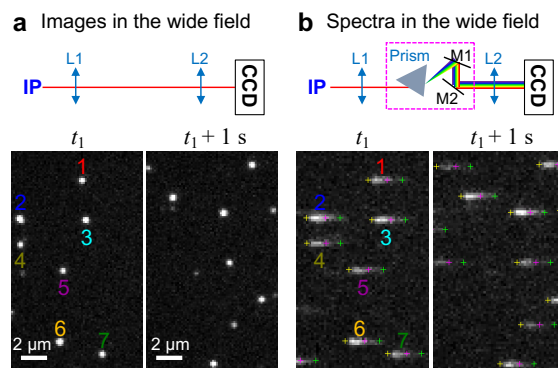 a Images in the wide field
L1
L2
IP
CCD
t1
t1 + 1 s
1
2
3
4
5
6
7
2 μm
2 μm
b Spectra in the wide field
L1
Prism
M1
L2
IP
M2
CCD
t1
t1 + 1 s
1
2
3
4
5
6
7